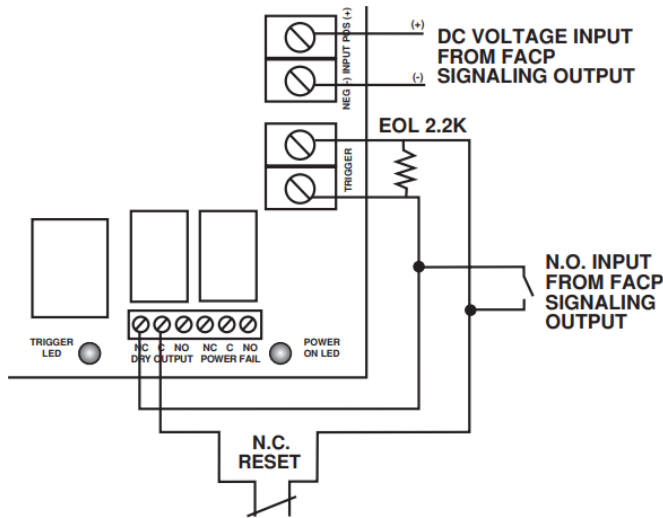 NEG (-) INPUT POS (+)
(+)
(-)
DC VOLTAGE INPUT
FROM FACP
SIGNALING OUTPUT
EOL 2.2K
TRIGGER
N.O. INPUT
FROM FACP
SIGNALING
OUTPUT
TRIGGER
LED
NC C NO NC C NO
DRY OUTPUT POWER FAIL
POWER
ON LED
N.C.
RESET